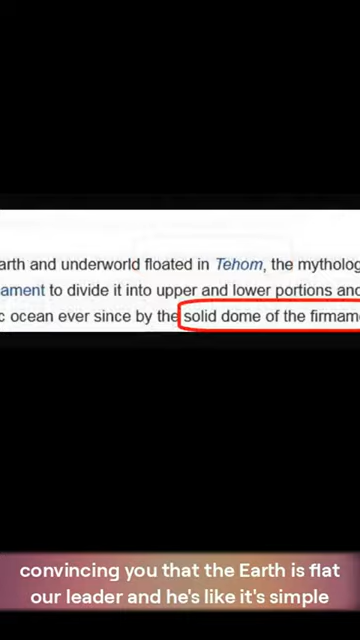 arth and underworld floated in Tehom, the mytholog
ament to divide it into upper and lower portions and
c ocean ever since by the solid dome of the firmam
convincing you that the Earth is flat
our leader and he's like it's simple